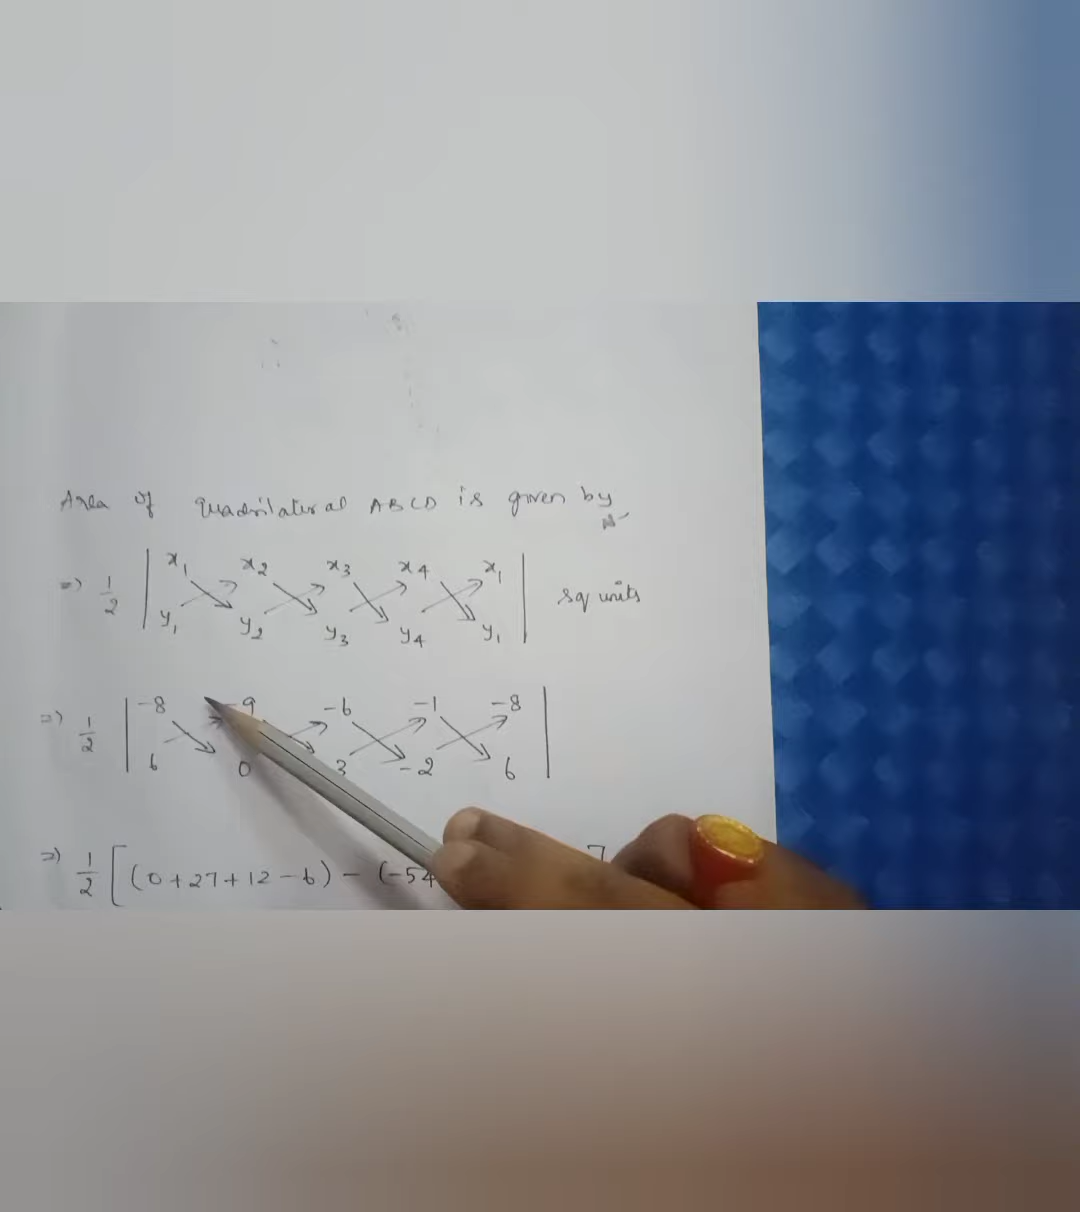 Area of quadrilateral ABCD is given by
=) 1/2 | x1 x2 x3 x4 x1 | sq units
y1 y2 y3 y4 y1
=) 1/2 | -8 -9 -6 -1 -8 |
6 0 3 -2 6
=) 1/2 [(0+27+12-6) - (-54